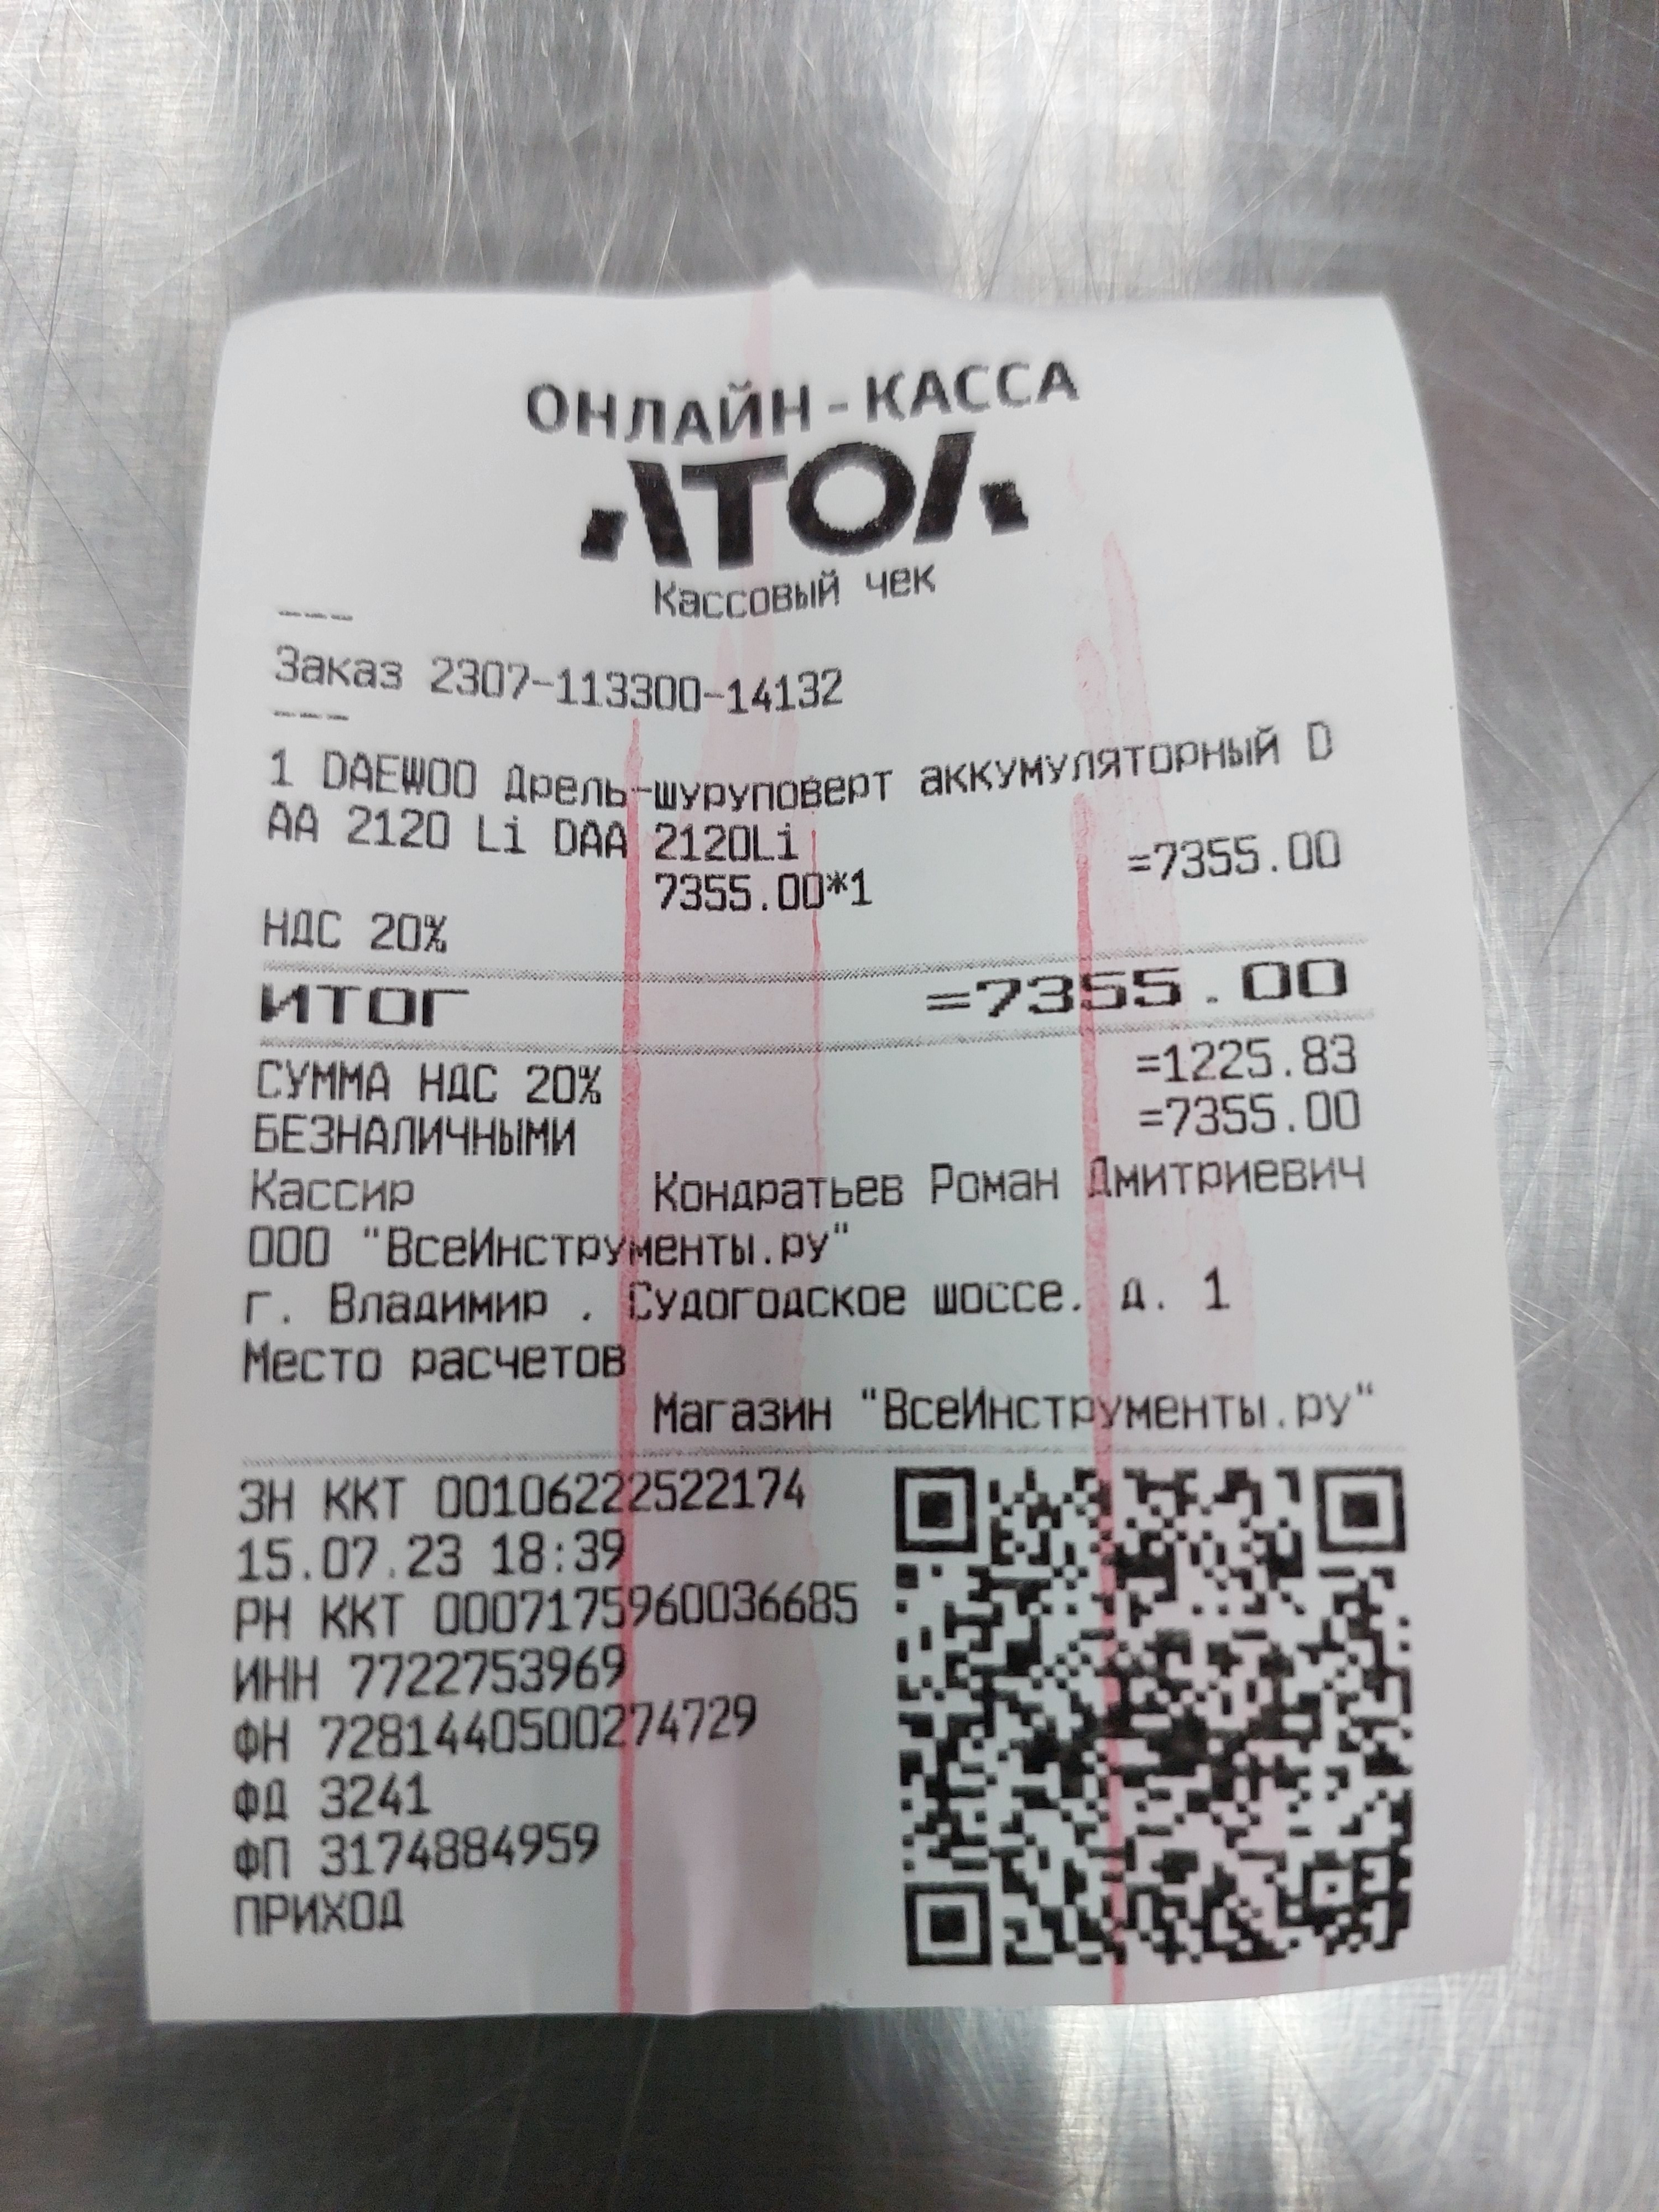 ОНЛАЙН-КАССА
АТОЛ
Кассовый чек
---
Заказ 2307-113300-14132
---
1 DAEWOO Дрель-шуруповерт аккумуляторный D
AA 2120 Li DAA 2120Li
7355.00*1 =7355.00
НДС 20%
ИТОГ =7355.00
СУММА НДС 20% =1225.83
БЕЗНАЛИЧНЫМИ =7355.00
Кассир Кондратьев Роман Дмитриевич
ООО "ВсеИнструменты.ру"
г. Владимир , Судогодское шоссе, д. 1
Место расчетов
Магазин "ВсеИнструменты.ру"
ЗН ККТ 00106222522174
15.07.23 18:39
РН ККТ 0007175960036685
ИНН 7722753969
ФН 7281440500274729
ФД 3241
ФП 3174884959
ПРИХОД